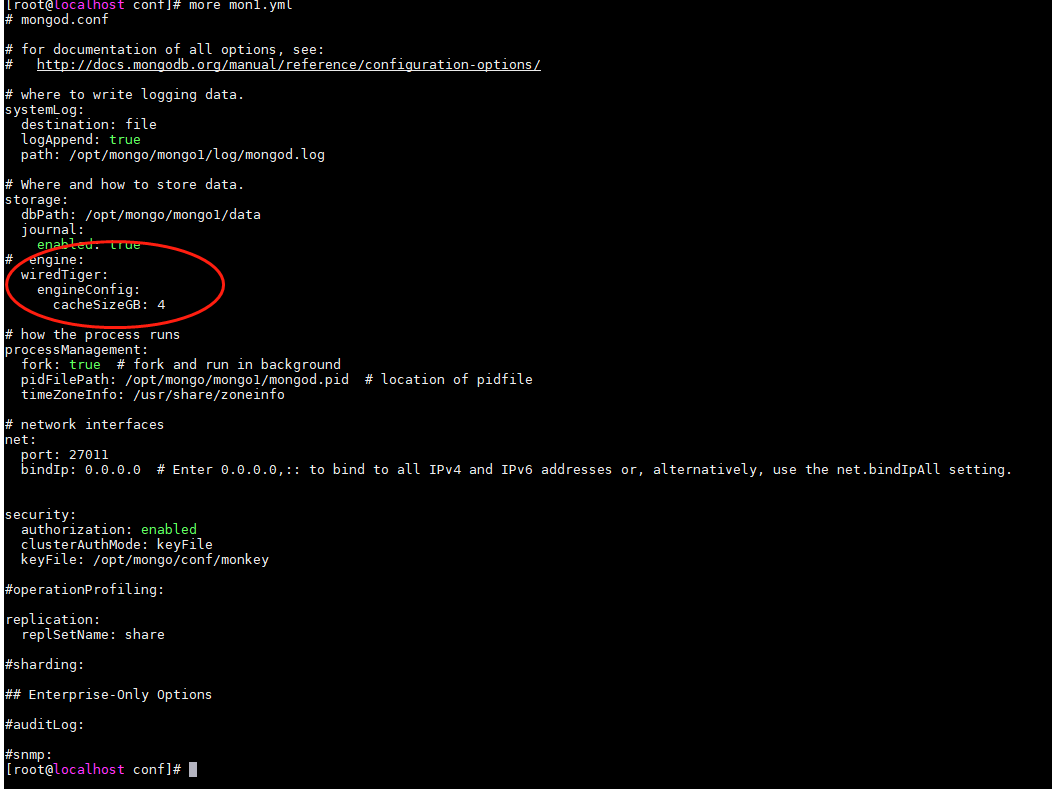 [root@localhost conf]# more mon1.yml
# mongod.conf

# for documentation of all options, see:
#   http://docs.mongodb.org/manual/reference/configuration-options/

# where to write logging data.
systemLog:
  destination: file
  logAppend: true
  path: /opt/mongo/mongo1/log/mongod.log

# Where and how to store data.
storage:
  dbPath: /opt/mongo/mongo1/data
  journal:
    enabled: true
#  engine:
  wiredTiger:
    engineConfig:
      cacheSizeGB: 4

# how the process runs
processManagement:
  fork: true  # fork and run in background
  pidFilePath: /opt/mongo/mongo1/mongod.pid  # location of pidfile
  timeZoneInfo: /usr/share/zoneinfo

# network interfaces
net:
  port: 27011
  bindIp: 0.0.0.0  # Enter 0.0.0.0,:: to bind to all IPv4 and IPv6 addresses or, alternatively, use the net.bindIpAll setting.


security:
  authorization: enabled
  clusterAuthMode: keyFile
  keyFile: /opt/mongo/conf/monkey

#operationProfiling:

replication:
  replSetName: share

#sharding:

## Enterprise-Only Options

#auditLog:

#snmp:
[root@localhost conf]#